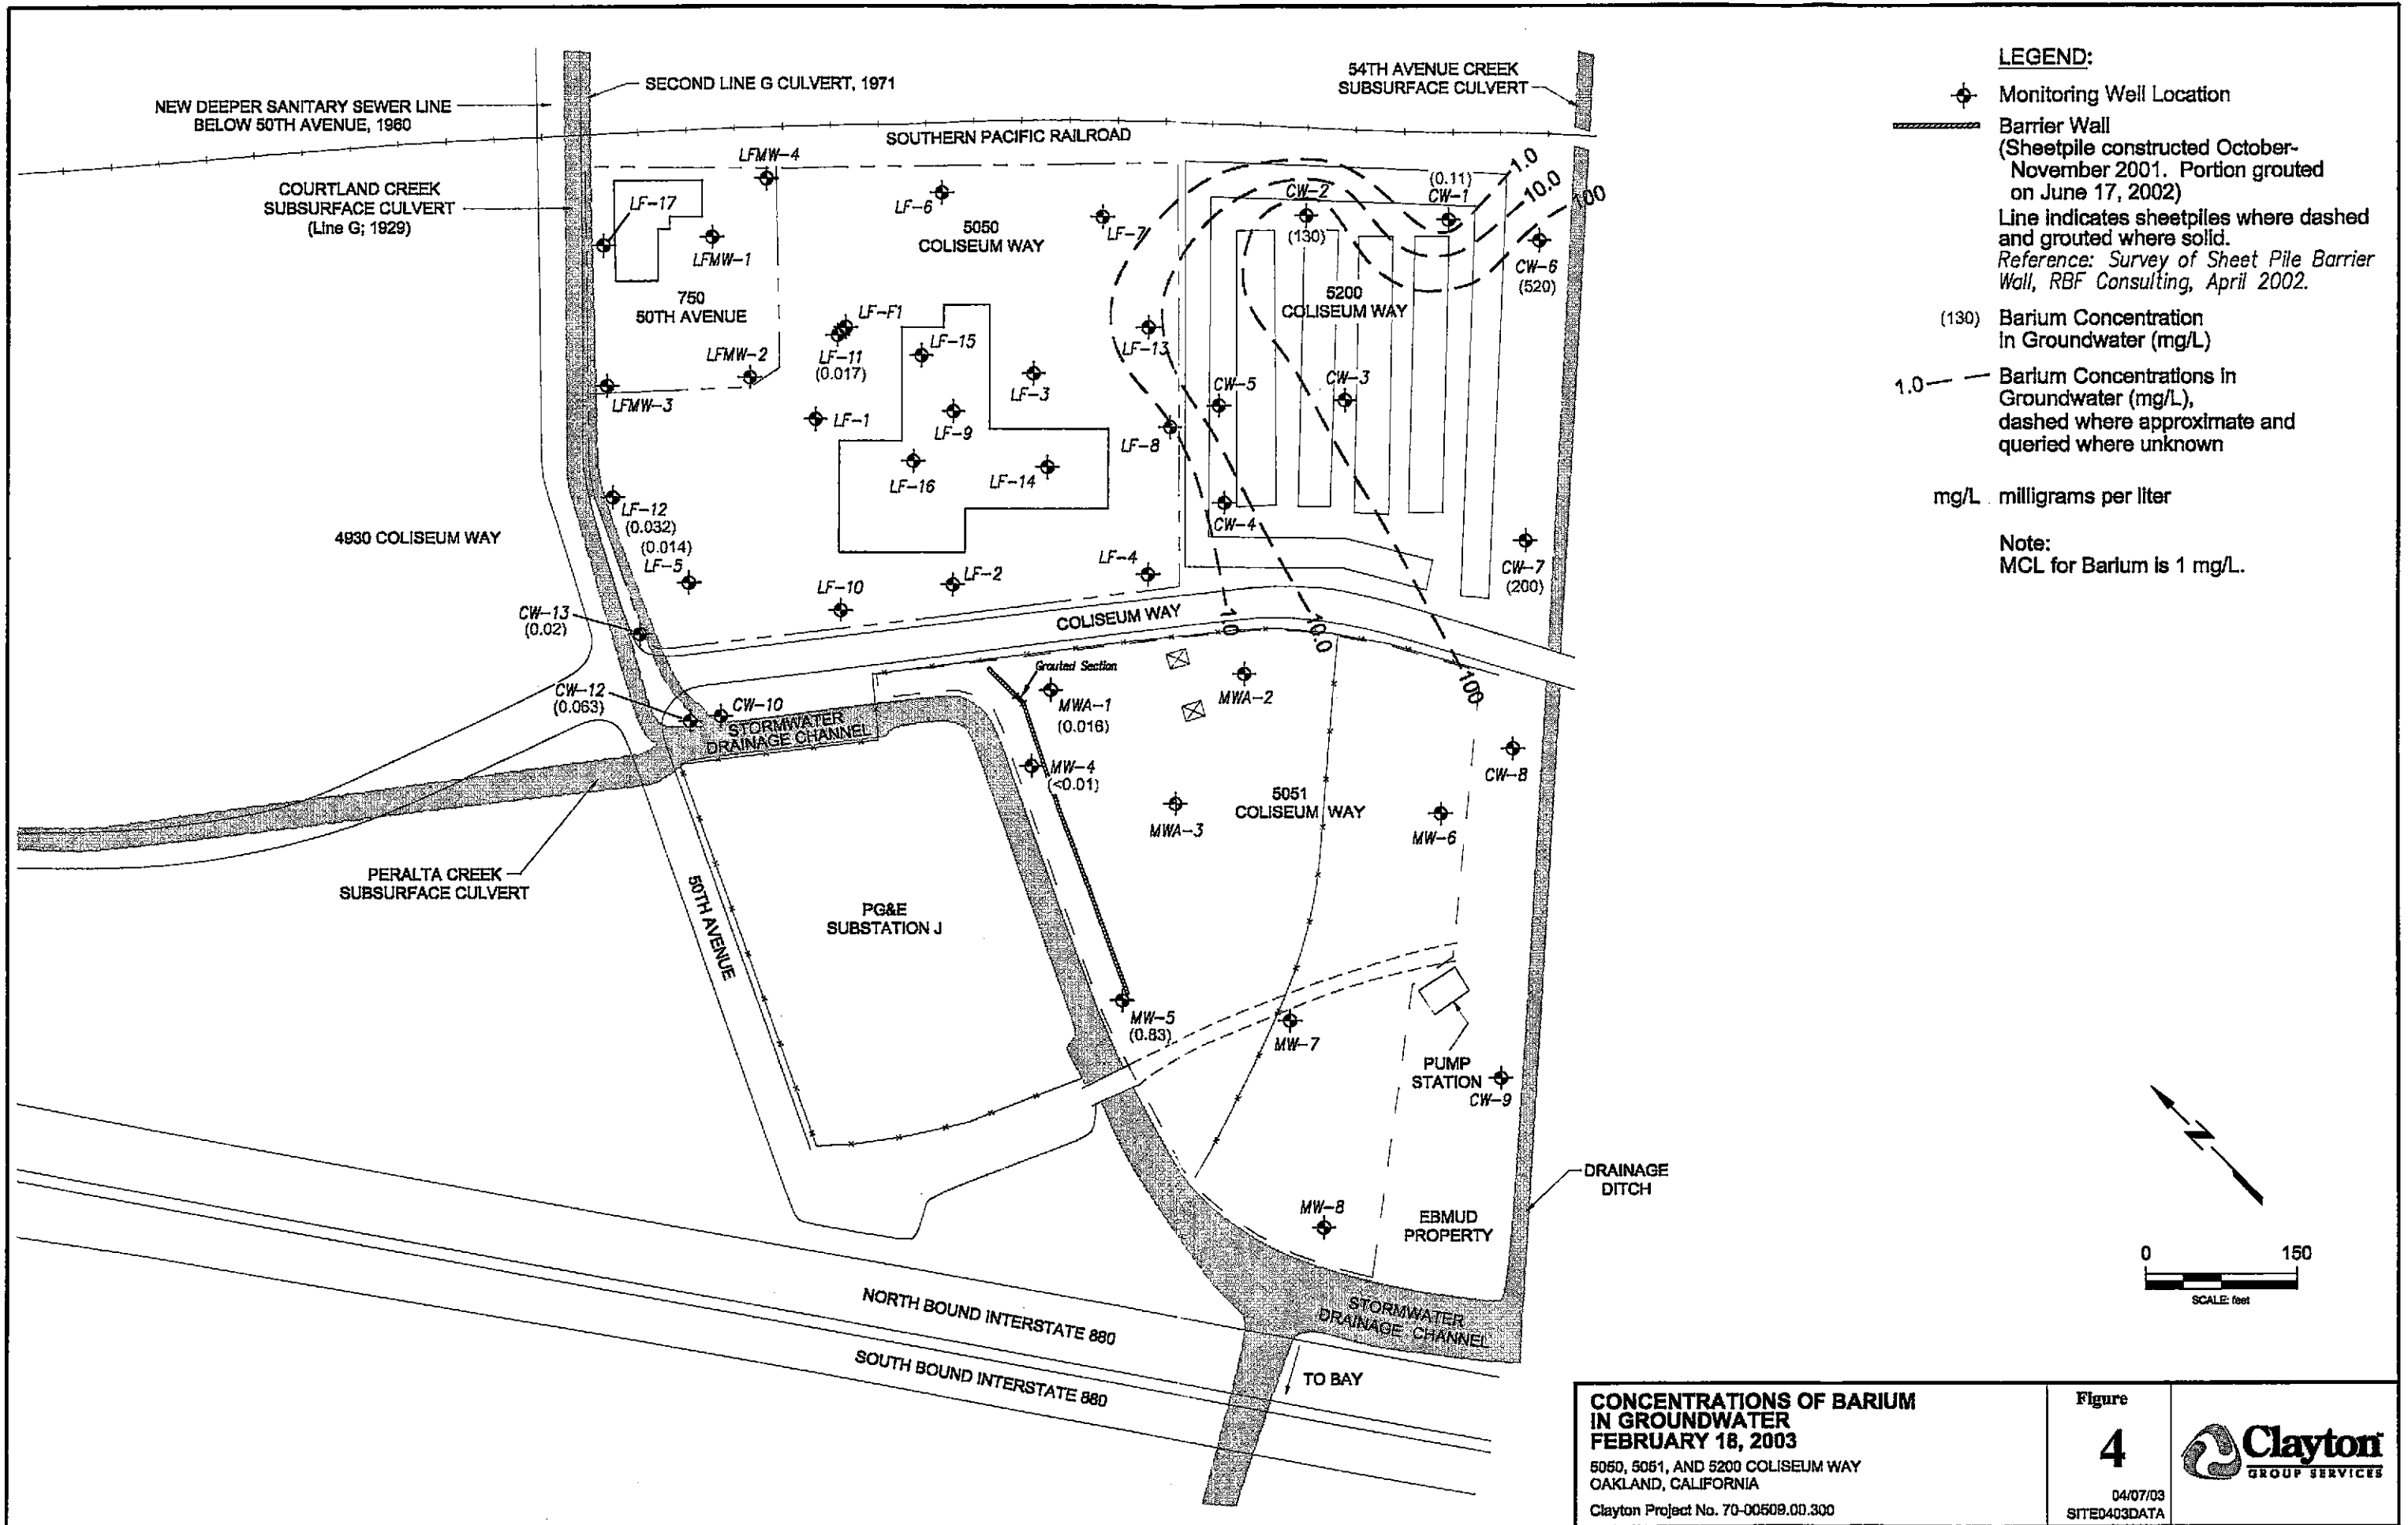 NEW DEEPER SANITARY SEWER LINE
BELOW 50TH AVENUE, 1960
SECOND LINE G CULVERT, 1971
54TH AVENUE CREEK
SUBSURFACE CULVERT
SOUTHERN PACIFIC RAILROAD
COURTLAND CREEK
SUBSURFACE CULVERT
(Line G; 1929)
LFMW-4
LF-17
LFMW-1
LF-6
5050
COLISEUM WAY
LF-7
CW-2
(130)
(0.11)
CW-1
1.0
10.0
100
CW-6
(520)
750
50TH AVENUE
LF-F1
LF-11
(0.017)
LF-15
LFMW-2
LFMW-3
LF-1
LF-9
LF-3
LF-13
5200
COLISEUM WAY
CW-5
CW-3
LF-8
LF-16
LF-14
CW-4
LF-12
(0.032)
4930 COLISEUM WAY
(0.014)
LF-5
LF-10
LF-2
LF-4
CW-7
(200)
CW-13
(0.02)
COLISEUM WAY
1.0
10.0
100
Grouted Section
CW-12
(0.063)
CW-10
STORMWATER
DRAINAGE CHANNEL
MWA-1
(0.016)
MWA-2
MW-4
(<0.01)
MWA-3
5051
COLISEUM WAY
CW-8
MW-6
PERALTA CREEK
SUBSURFACE CULVERT
50TH AVENUE
PG&E
SUBSTATION J
MW-5
(0.83)
MW-7
PUMP
STATION
CW-9
DRAINAGE
DITCH
MW-8
EBMUD
PROPERTY
STORMWATER
DRAINAGE CHANNEL
NORTH BOUND INTERSTATE 880
SOUTH BOUND INTERSTATE 880
TO BAY
LEGEND:
Monitoring Well Location
Barrier Wall
(Sheetpile constructed October-
November 2001. Portion grouted
on June 17, 2002)
Line indicates sheetpiles where dashed
and grouted where solid.
Reference: Survey of Sheet Pile Barrier
Wall, RBF Consulting, April 2002.
(130) Barium Concentration
in Groundwater (mg/L)
1.0 Barium Concentrations in
Groundwater (mg/L),
dashed where approximate and
queried where unknown
mg/L milligrams per liter
Note:
MCL for Barium is 1 mg/L.
N
0 150
SCALE: feet
CONCENTRATIONS OF BARIUM
IN GROUNDWATER
FEBRUARY 18, 2003
5050, 5051, AND 5200 COLISEUM WAY
OAKLAND, CALIFORNIA
Clayton Project No. 70-00509.00.300
Figure
4
04/07/03
SITE0403DATA
Clayton
GROUP SERVICES